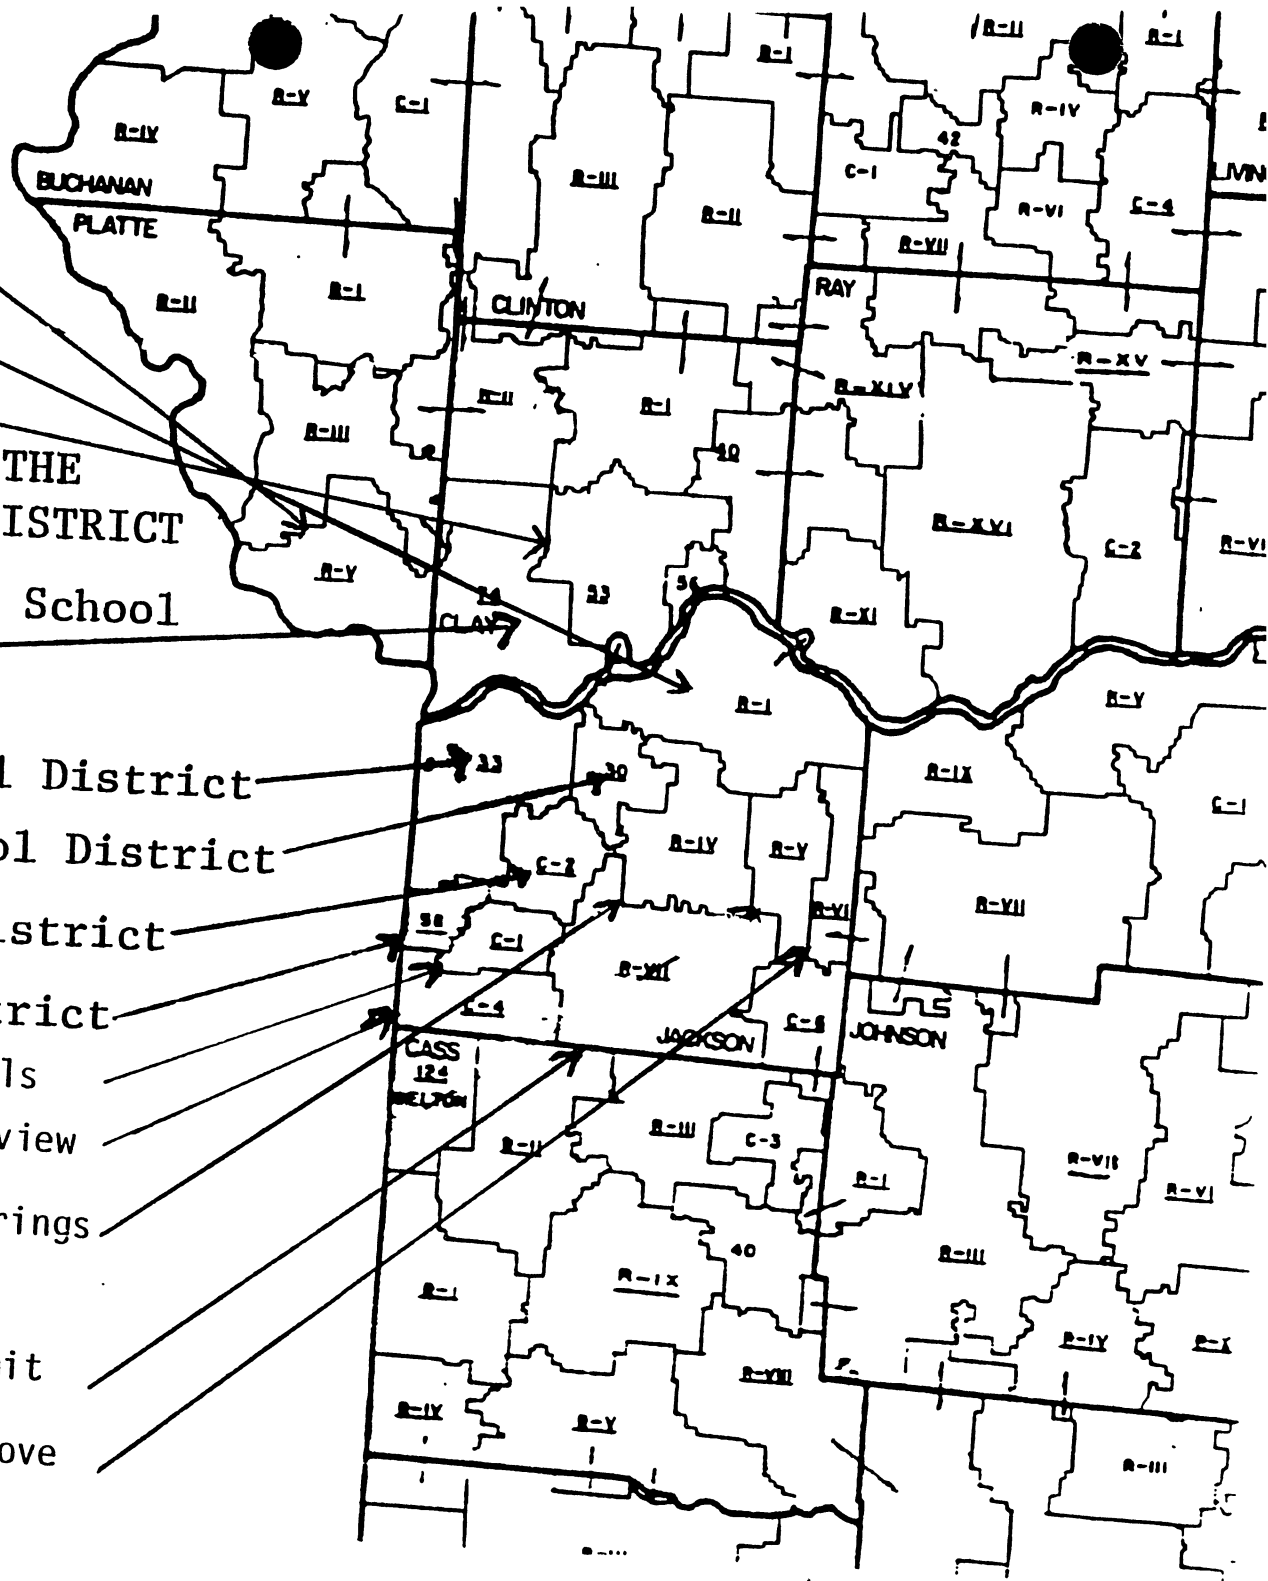 R-II
R-I
R-I
R-V
C-I
R-IV
R-IV
42
R-III
C-I
BUCHANAN
R-II
R-VI
C-4
PLATTE
R-VII
R-II
R-I
CLINTON
RAY
R-XV
R-II
R-I
R-XIV
R-III
40
THE
ISTRICT
R-XVI
C-2
R-VI
R-V
School
74
53
56
R-XI
CLAY
R-I
R-V
l District
33
30
R-IX
C-I
ol District
R-IV
R-V
C-2
istrict
58
C-I
R-VI
R-VII
R-VII
trict
C-4
JACKSON
C-6
JOHNSON
ls
CASS
124
BELTON
view
R-II
R-III
C-3
R-VII
R-I
R-VI
rings
40
R-III
R-I
R-IX
it
R-IV
R-VIII
R-IV
R-V
ove
R-III